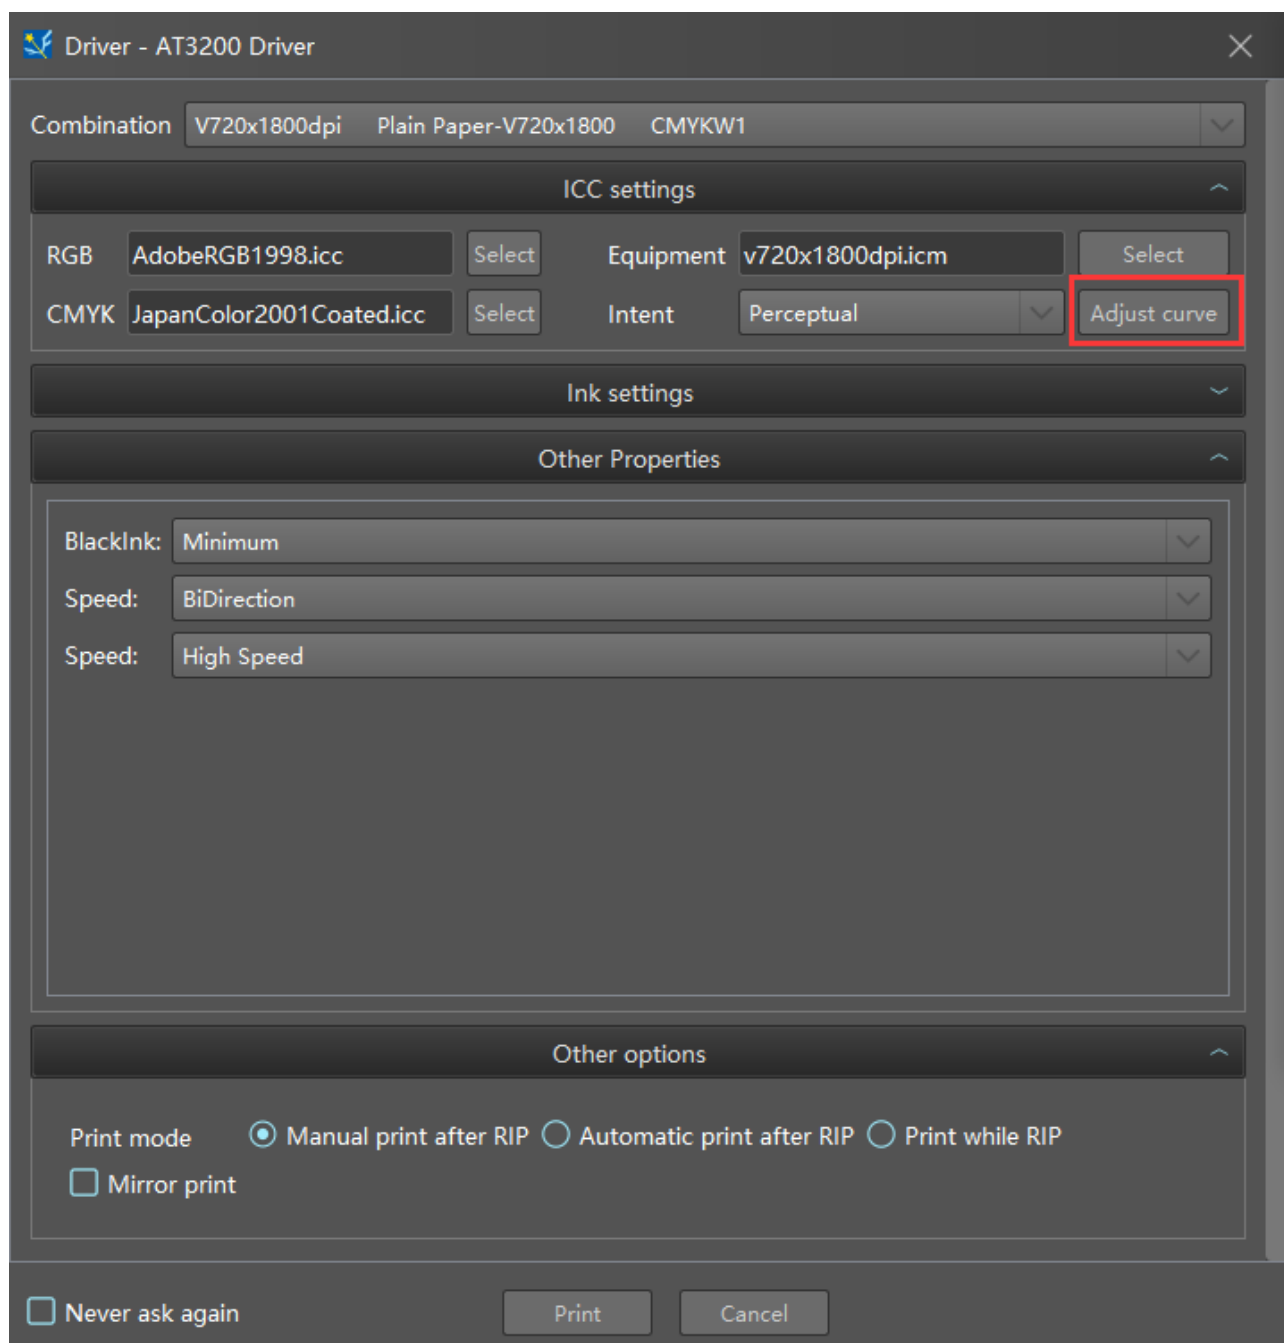 Driver - AT3200 Driver
Combination V720x1800dpi Plain Paper-V720x1800 CMYKW1
ICC settings
RGB AdobeRGB1998.icc Select Equipment v720x1800dpi.icm Select
CMYK JapanColor2001Coated.icc Select Intent Perceptual Adjust curve
Ink settings
Other Properties
BlackInk: Minimum
Speed: BiDirection
Speed: High Speed
Other options
Print mode Manual print after RIP Automatic print after RIP Print while RIP
Mirror print
Never ask again Print Cancel